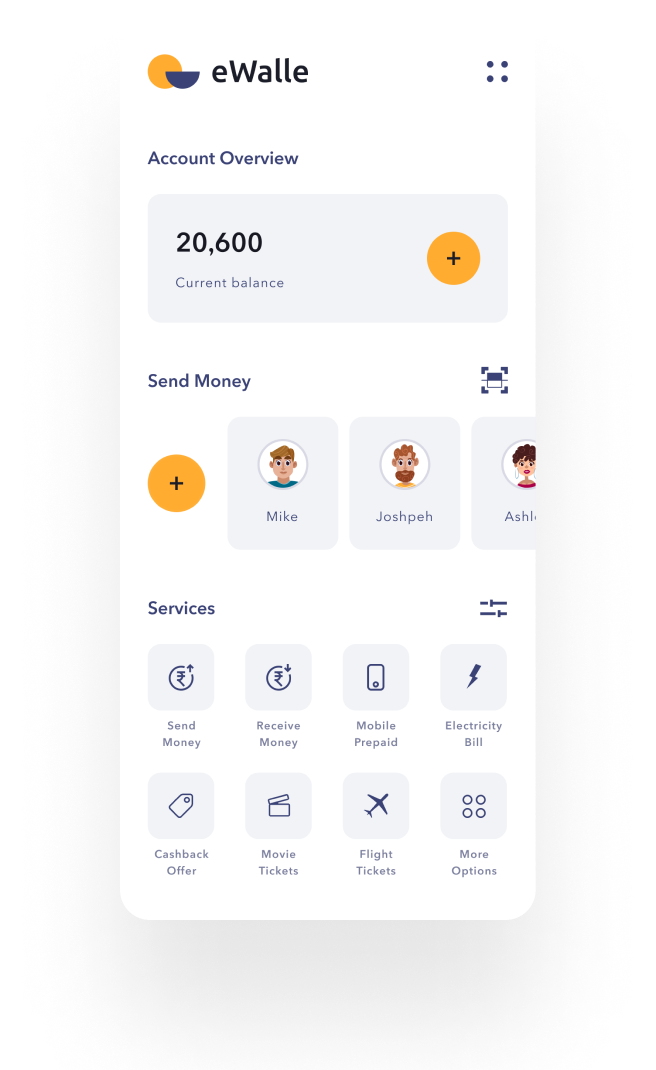 eWalle
Account Overview
20,600
Current balance
Send Money
Mike
Joshpeh
Ashl
Services
Send
Money
Receive
Money
Mobile
Prepaid
Electricity
Bill
Cashback
Offer
Movie
Tickets
Flight
Tickets
More
Options